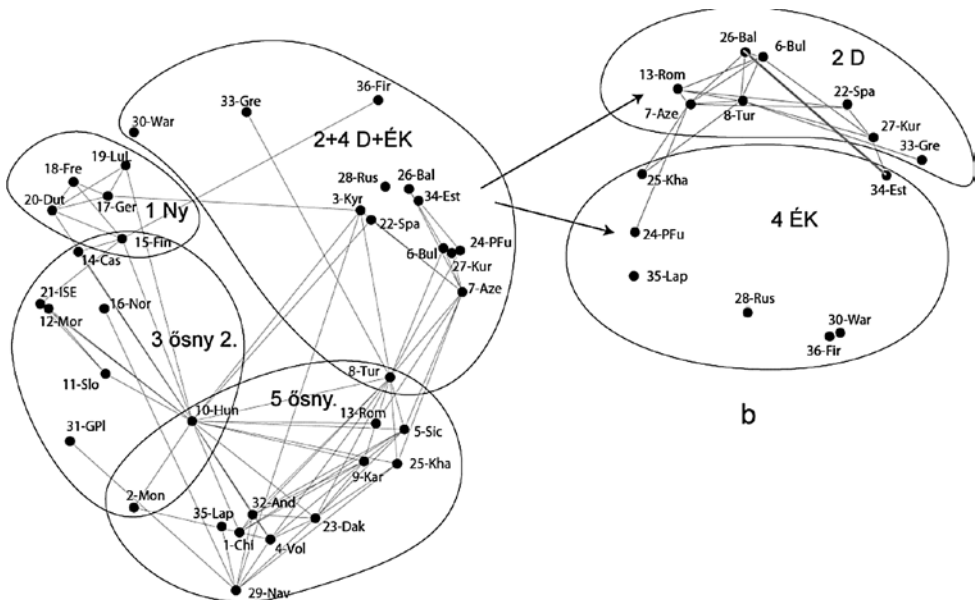 36-Fir
33-Gre
30-War
2+4 D+ÉK
19-Lul
18-Fre
28-Rus
26-Bal
34-Est
3-Kyr
20-Dut
17-Ger
1 Ny
22-Spa
24-PFu
15-Fin
6-Bul
27-Kur
14-Cas
7-Aze
21-ISE
16-Nor
12-Mor
3 ősny 2.
8-Tur
11-Slo
5 ősny.
10-Hun
13-Rom
31-GPl
5-Sic
25-Kha
9-Kar
2-Mon
32-And
35-Lap
23-Dak
1-Chl
4-Vol
29-Nav
26-Bal
6-Bul
2 D
13-Rom
22-Spa
7-Aze
8-Tur
27-Kur
33-Gre
25-Kha
34-Est
4 ÉK
24-PFu
35-Lap
28-Rus
30-War
36-Fir
b